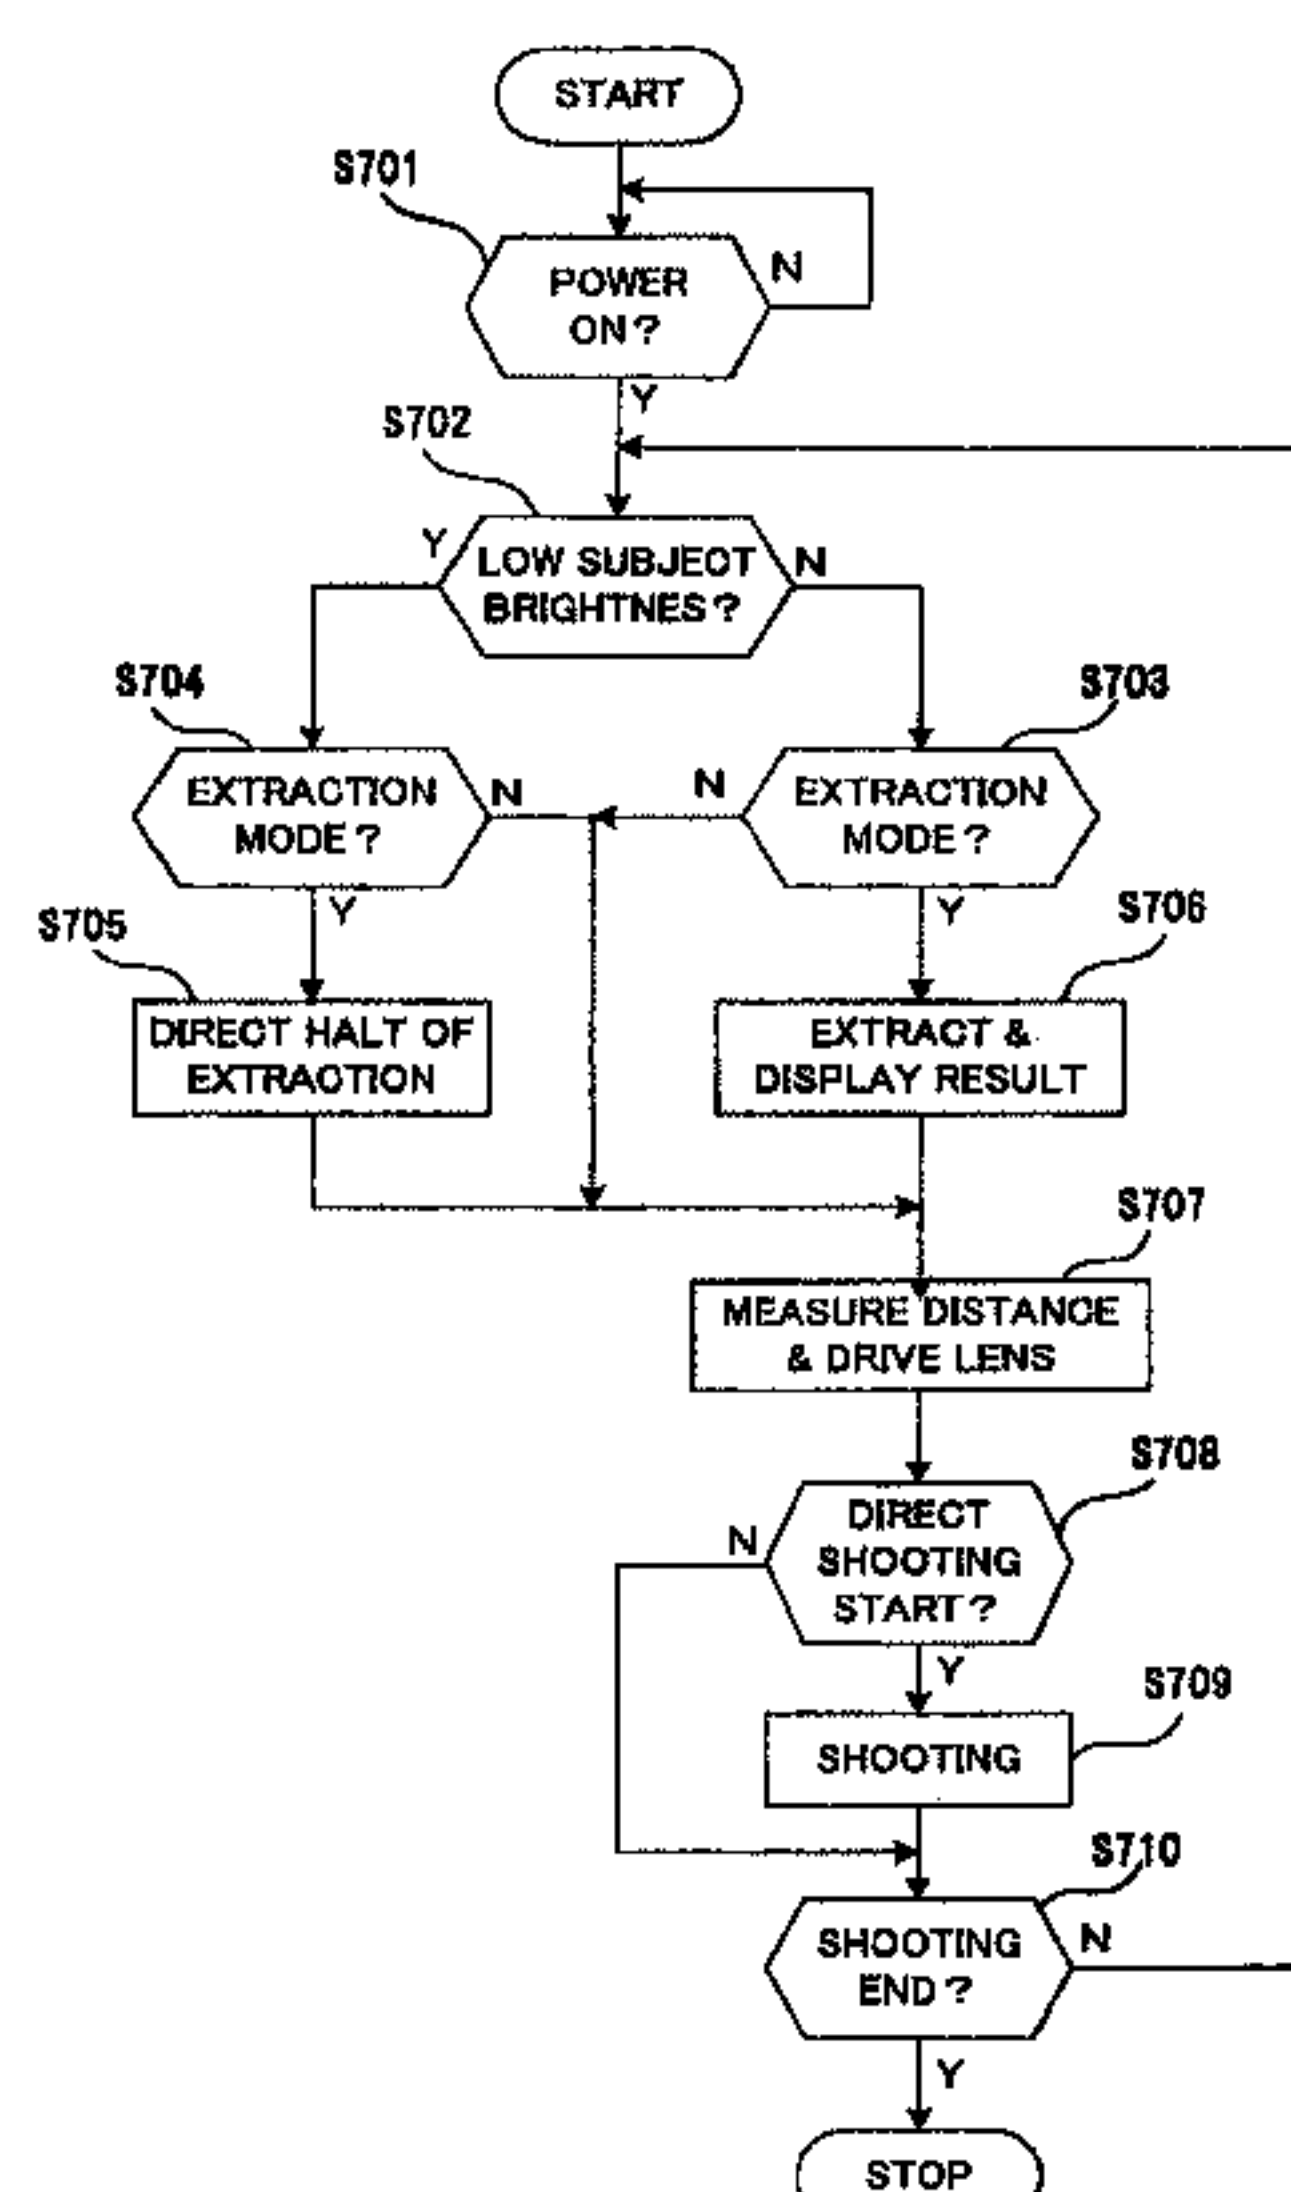 START
S701
POWER
ON?
N
Y
S702
Y
LOW SUBJECT
BRIGHTNES?
N
S704
S703
EXTRACTION
MODE?
N
N
EXTRACTION
MODE?
Y
Y
S705
S706
DIRECT HALT OF
EXTRACTION
EXTRACT &
DISPLAY RESULT
S707
MEASURE DISTANCE
& DRIVE LENS
S708
N
DIRECT
SHOOTING
START?
Y
S709
SHOOTING
S710
SHOOTING
END?
N
Y
STOP